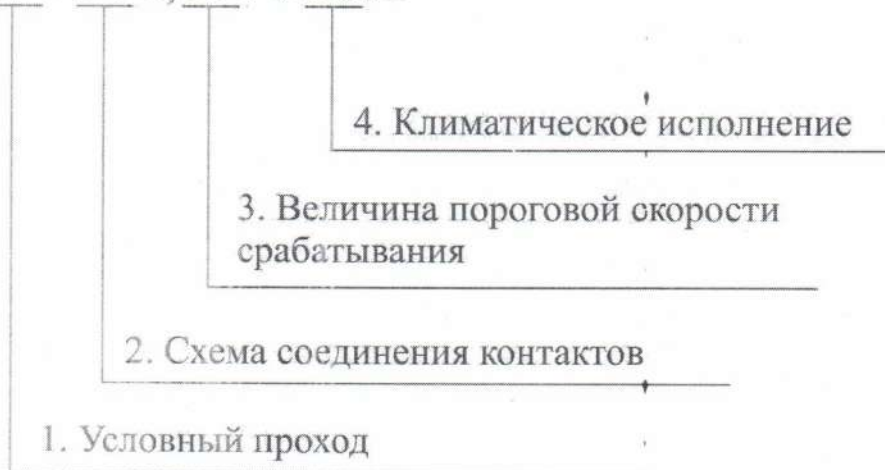 4. Климатическое исполнение
3. Величина пороговой скорости
срабатывания
2. Схема соединения контактов
1. Условный проход